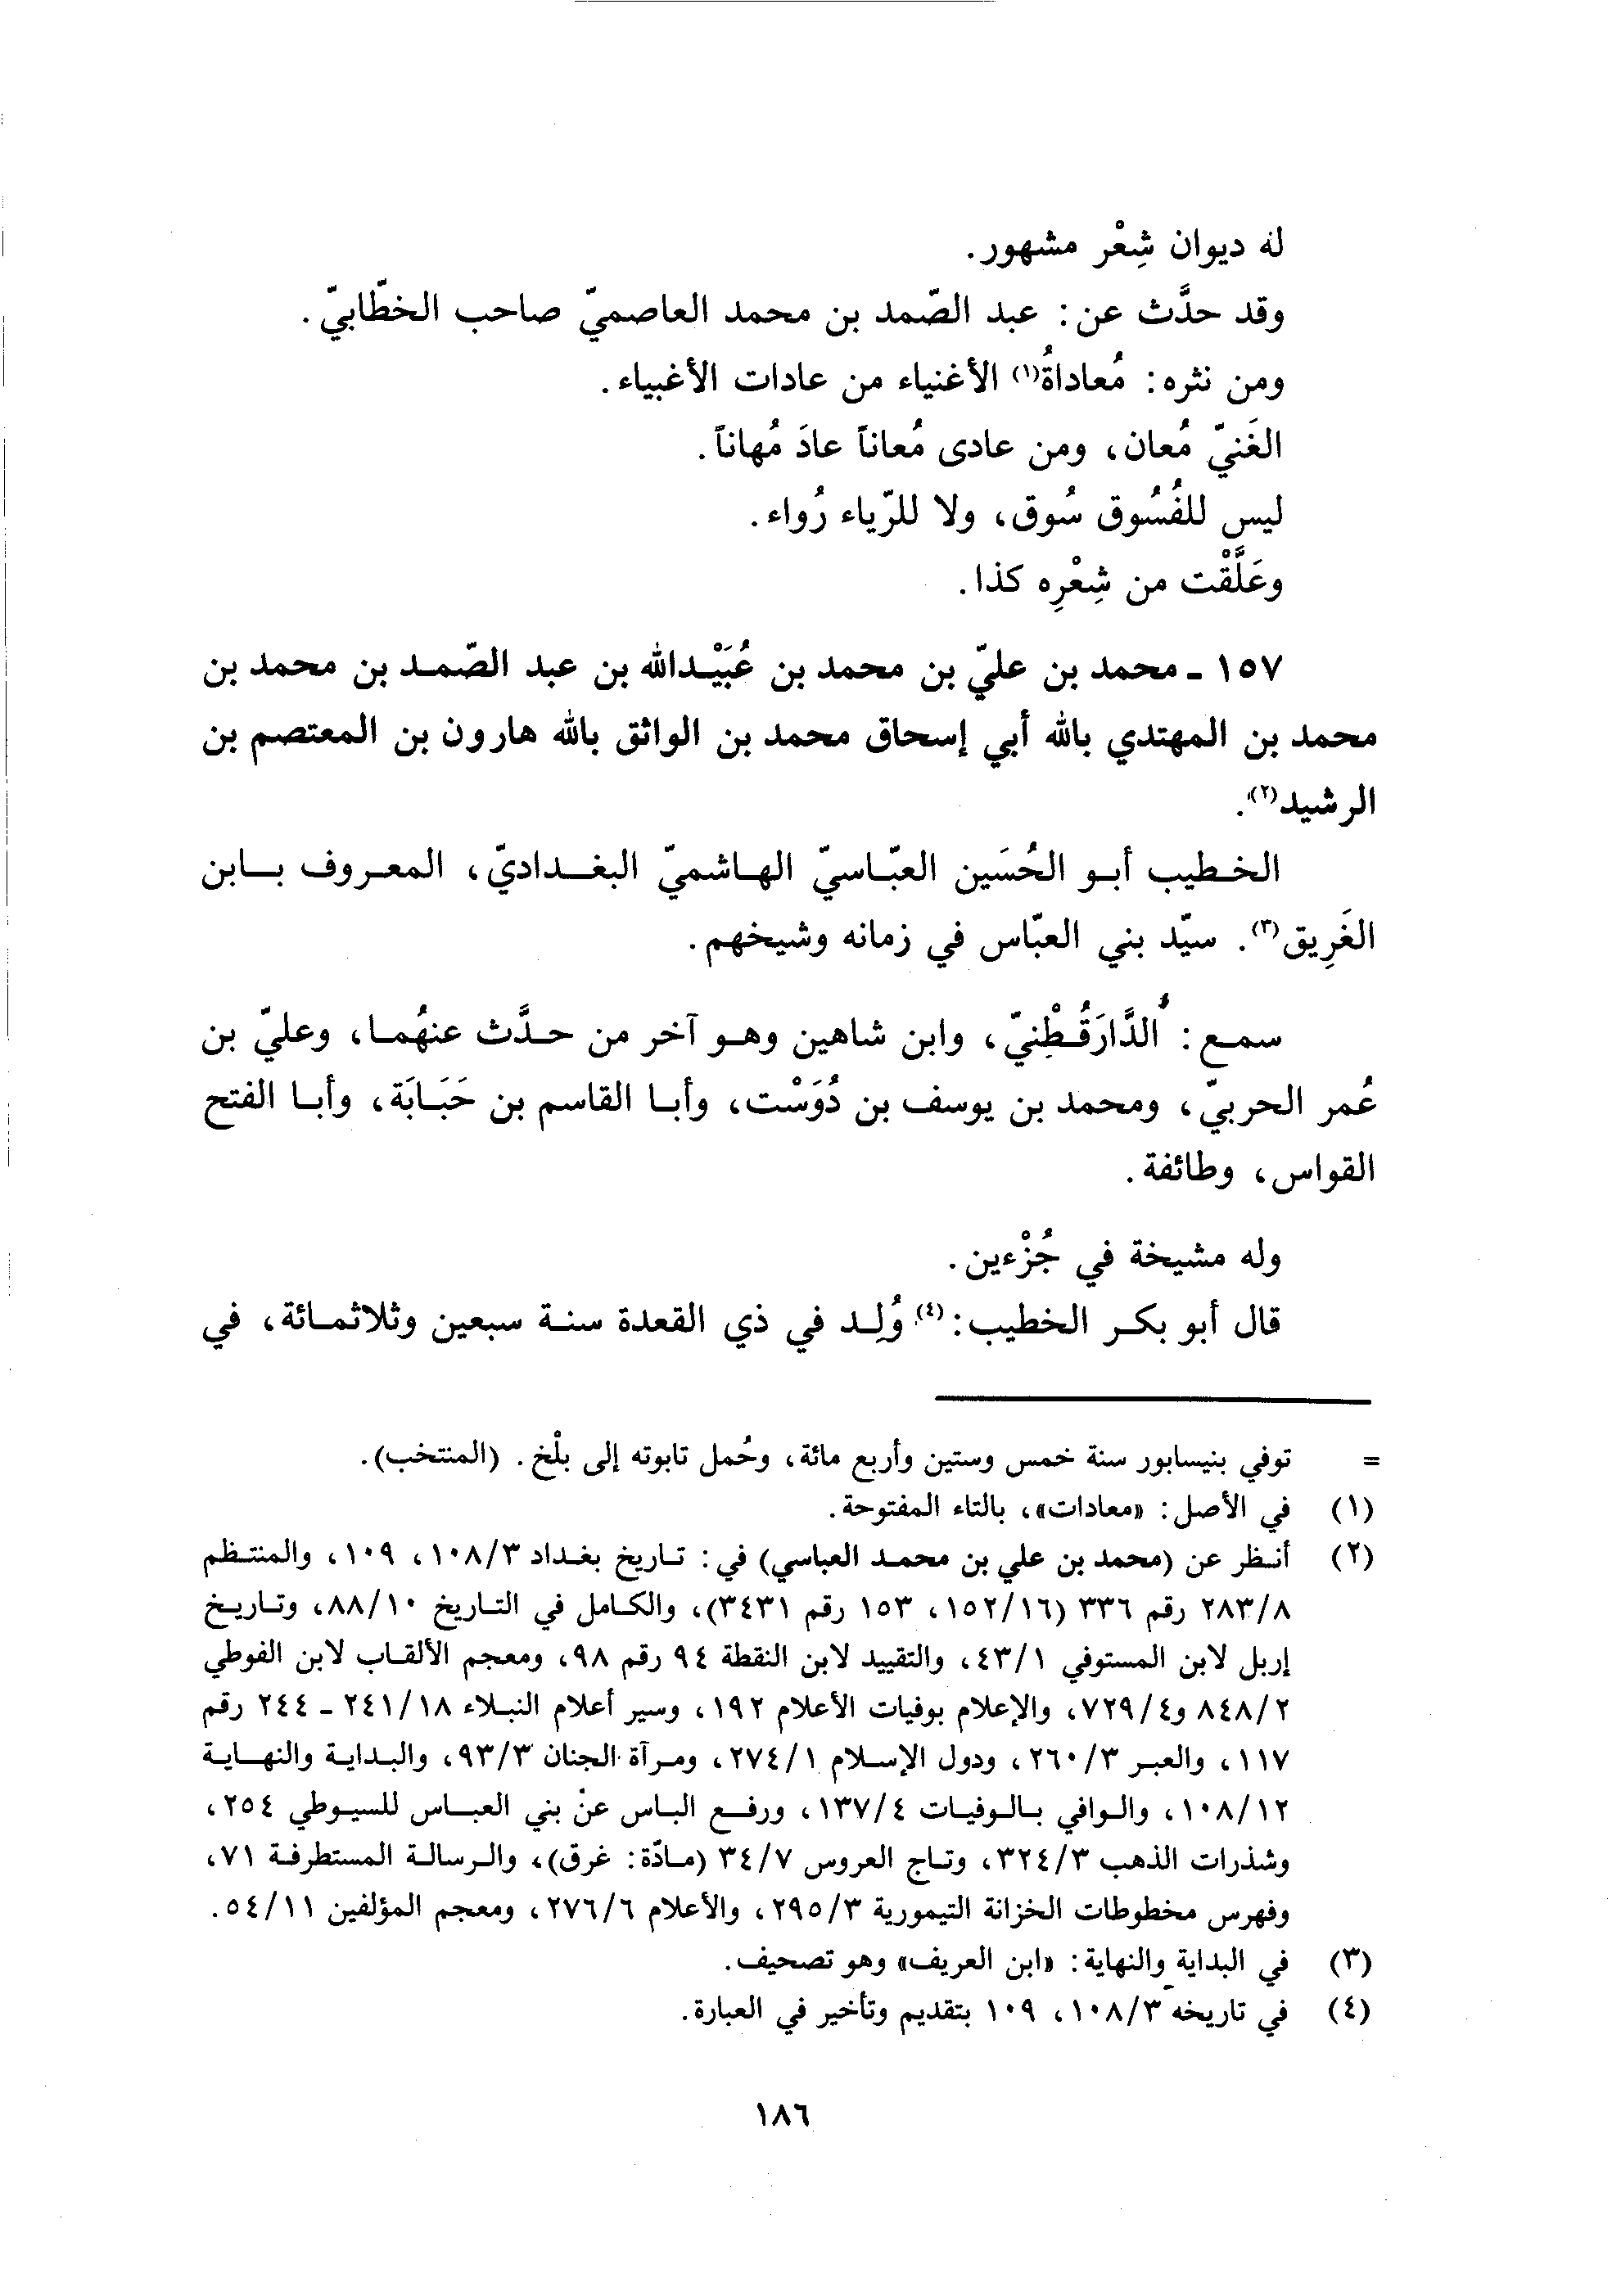 له ديوان شِعْر مشهور.
وقد حدَّث عن: عبد الصّمد بن محمد العاصميّ صاحب الخطّابيّ.
ومن نثره: مُعاداةُ(١) الأغنياء من عادات الأغبياء.
الغَنيّ مُعان، ومن عادى مُعاناً عادَ مُهاناً.
ليس للفُسُوق سُوق، ولا للرّياء رُواء.
وعَلَّقْت من شِعْرِه كذا.
١٥٧ ـ محمد بن عليّ بن محمد بن عُبَيْدالله بن عبد الصّمد بن محمد بن
محمد بن المهتدي بالله أبي إسحاق محمد بن الواثق بالله هارون بن المعتصم بن
الرشيد(٢).
الخطيب أبو الحُسَين العبّاسيّ الهاشميّ البغداديّ، المعروف بابن
الغَرِيق(٣). سيّد بني العبّاس في زمانه وشيخهم.
سمع: الدَّارَقُطْنيّ، وابن شاهين وهو آخر من حدَّث عنهُما، وعليّ بن
عُمر الحربيّ، ومحمد بن يوسف بن دُوَسْت، وأبا القاسم بن حَبَابَة، وأبا الفتح
القواس، وطائفة.
وله مشيخة في جُزْءين.
قال أبو بكر الخطيب:(٤) وُلِد في ذي القعدة سنة سبعين وثلاثمائة، في
= توفي بنيسابور سنة خمس وستين وأربع مائة، وحُمل تابوته إلى بلْخ. (المنتخب).
(١) في الأصل: «معادات»، بالتاء المفتوحة.
(٢) أنظر عن (محمد بن علي بن محمد العباسي) في: تاريخ بغداد ١٠٨/٣، ١٠٩، والمنتظم
٢٨٣/٨ رقم ٣٣٦ (١٥٢/١٦، ١٥٣ رقم ٣٤٣١)، والكامل في التاريخ ٨٨/١٠، وتاريخ
إربل لابن المستوفي ٤٣/١، والتقييد لابن النقطة ٩٤ رقم ٩٨، ومعجم الألقاب لابن الفوطي
٨٤٨/٢ و٧٢٩/٤، والإعلام بوفيات الأعلام ١٩٢، وسير أعلام النبلاء ٢٤١/١٨ ـ ٢٤٤ رقم
١١٧، والعبر ٢٦٠/٣، ودول الإسلام ٢٧٤/١، ومرآة الجنان ٩٣/٣، والبداية والنهاية
١٠٨/١٢، والوافي بالوفيات ١٣٧/٤، ورفع الباس عن بني العباس للسيوطي ٢٥٤،
وشذرات الذهب ٣٢٤/٣، وتاج العروس ٣٤/٧ (مادّة: غرق)، والرسالة المستطرفة ٧١،
وفهرس مخطوطات الخزانة التيمورية ٢٩٥/٣، والأعلام ٢٧٦/٦، ومعجم المؤلفين ٥٤/١١.
(٣) في البداية والنهاية: «ابن العريف» وهو تصحيف.
(٤) في تاريخه ١٠٨/٣، ١٠٩ بتقديم وتأخير في العبارة.
١٨٦